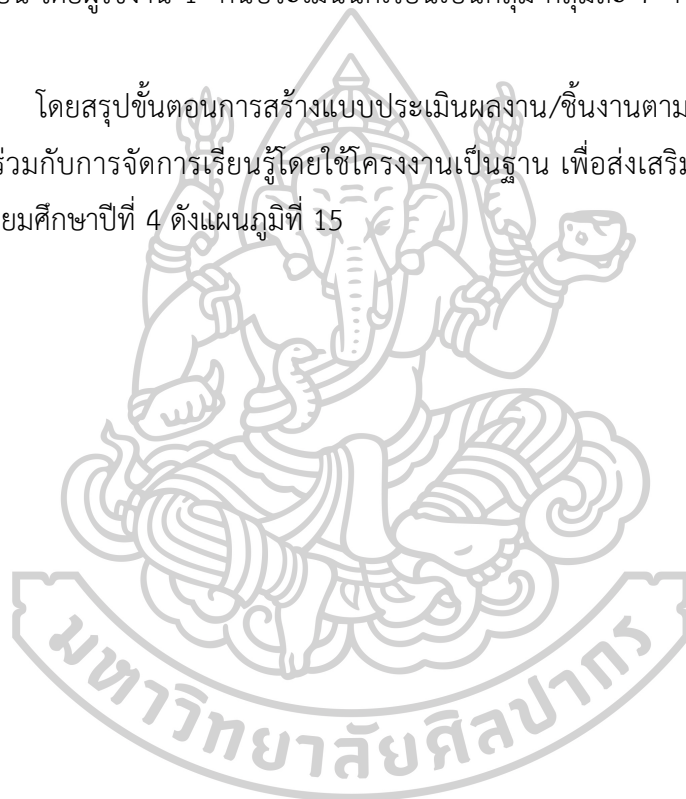 โดยสรุปขั้นตอนการสร้างแบบประเมินผลงาน/ชิ้นงานตาม
ร่วมกับการจัดการเรียนรู้โดยใช้โครงงานเป็นฐาน เพื่อส่งเสริม
ยมศึกษาปีที่ 4 ดังแผนภูมิที่ 15
มหาวิทยาลัยศิลปากร